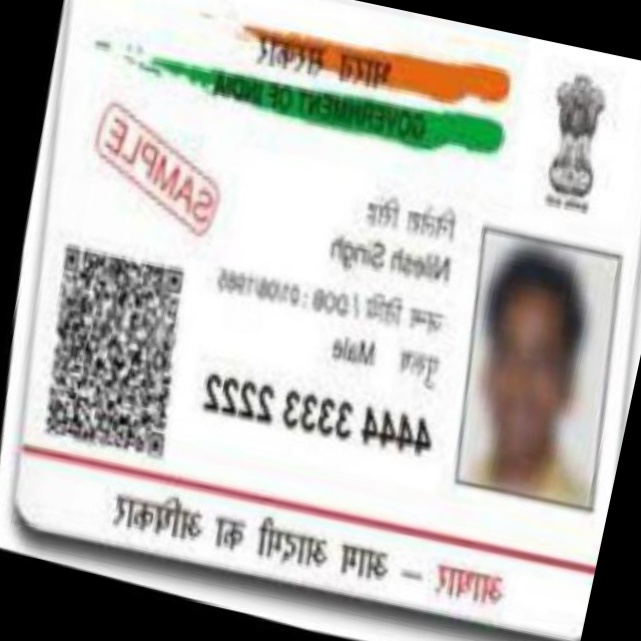 भारत सरकार
GOVERNMENT OF INDIA
SAMPLE
नितेश सिंह
Nilesh Singh
जन्म तिथि / DOB : 01/08/1985
पुरुष Male
4444 3333 2222
आधार – आम आदमी का अधिकार